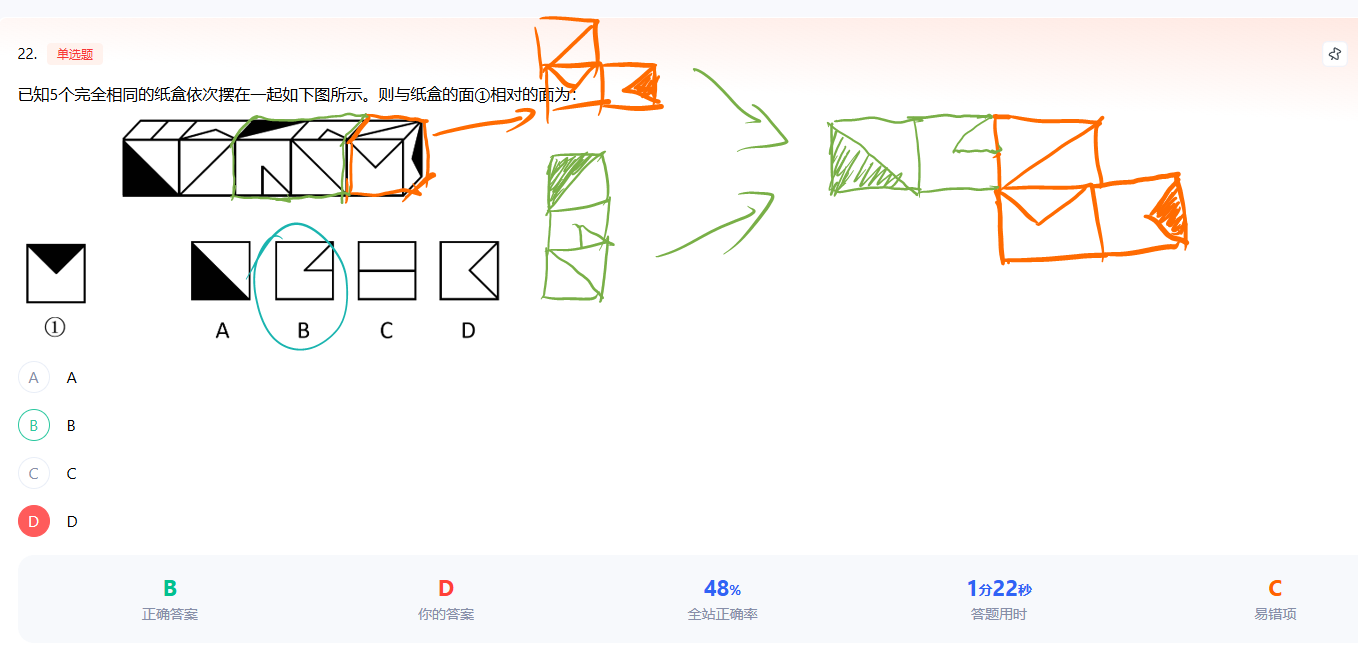 22. 单选题
已知5个完全相同的纸盒依次摆在一起如下图所示。则与纸盒的面①相对的面为：
① A B C D
A A
B B
C C
D D
B D 48% 1分22秒 C
正确答案 你的答案 全站正确率 答题用时 易错项